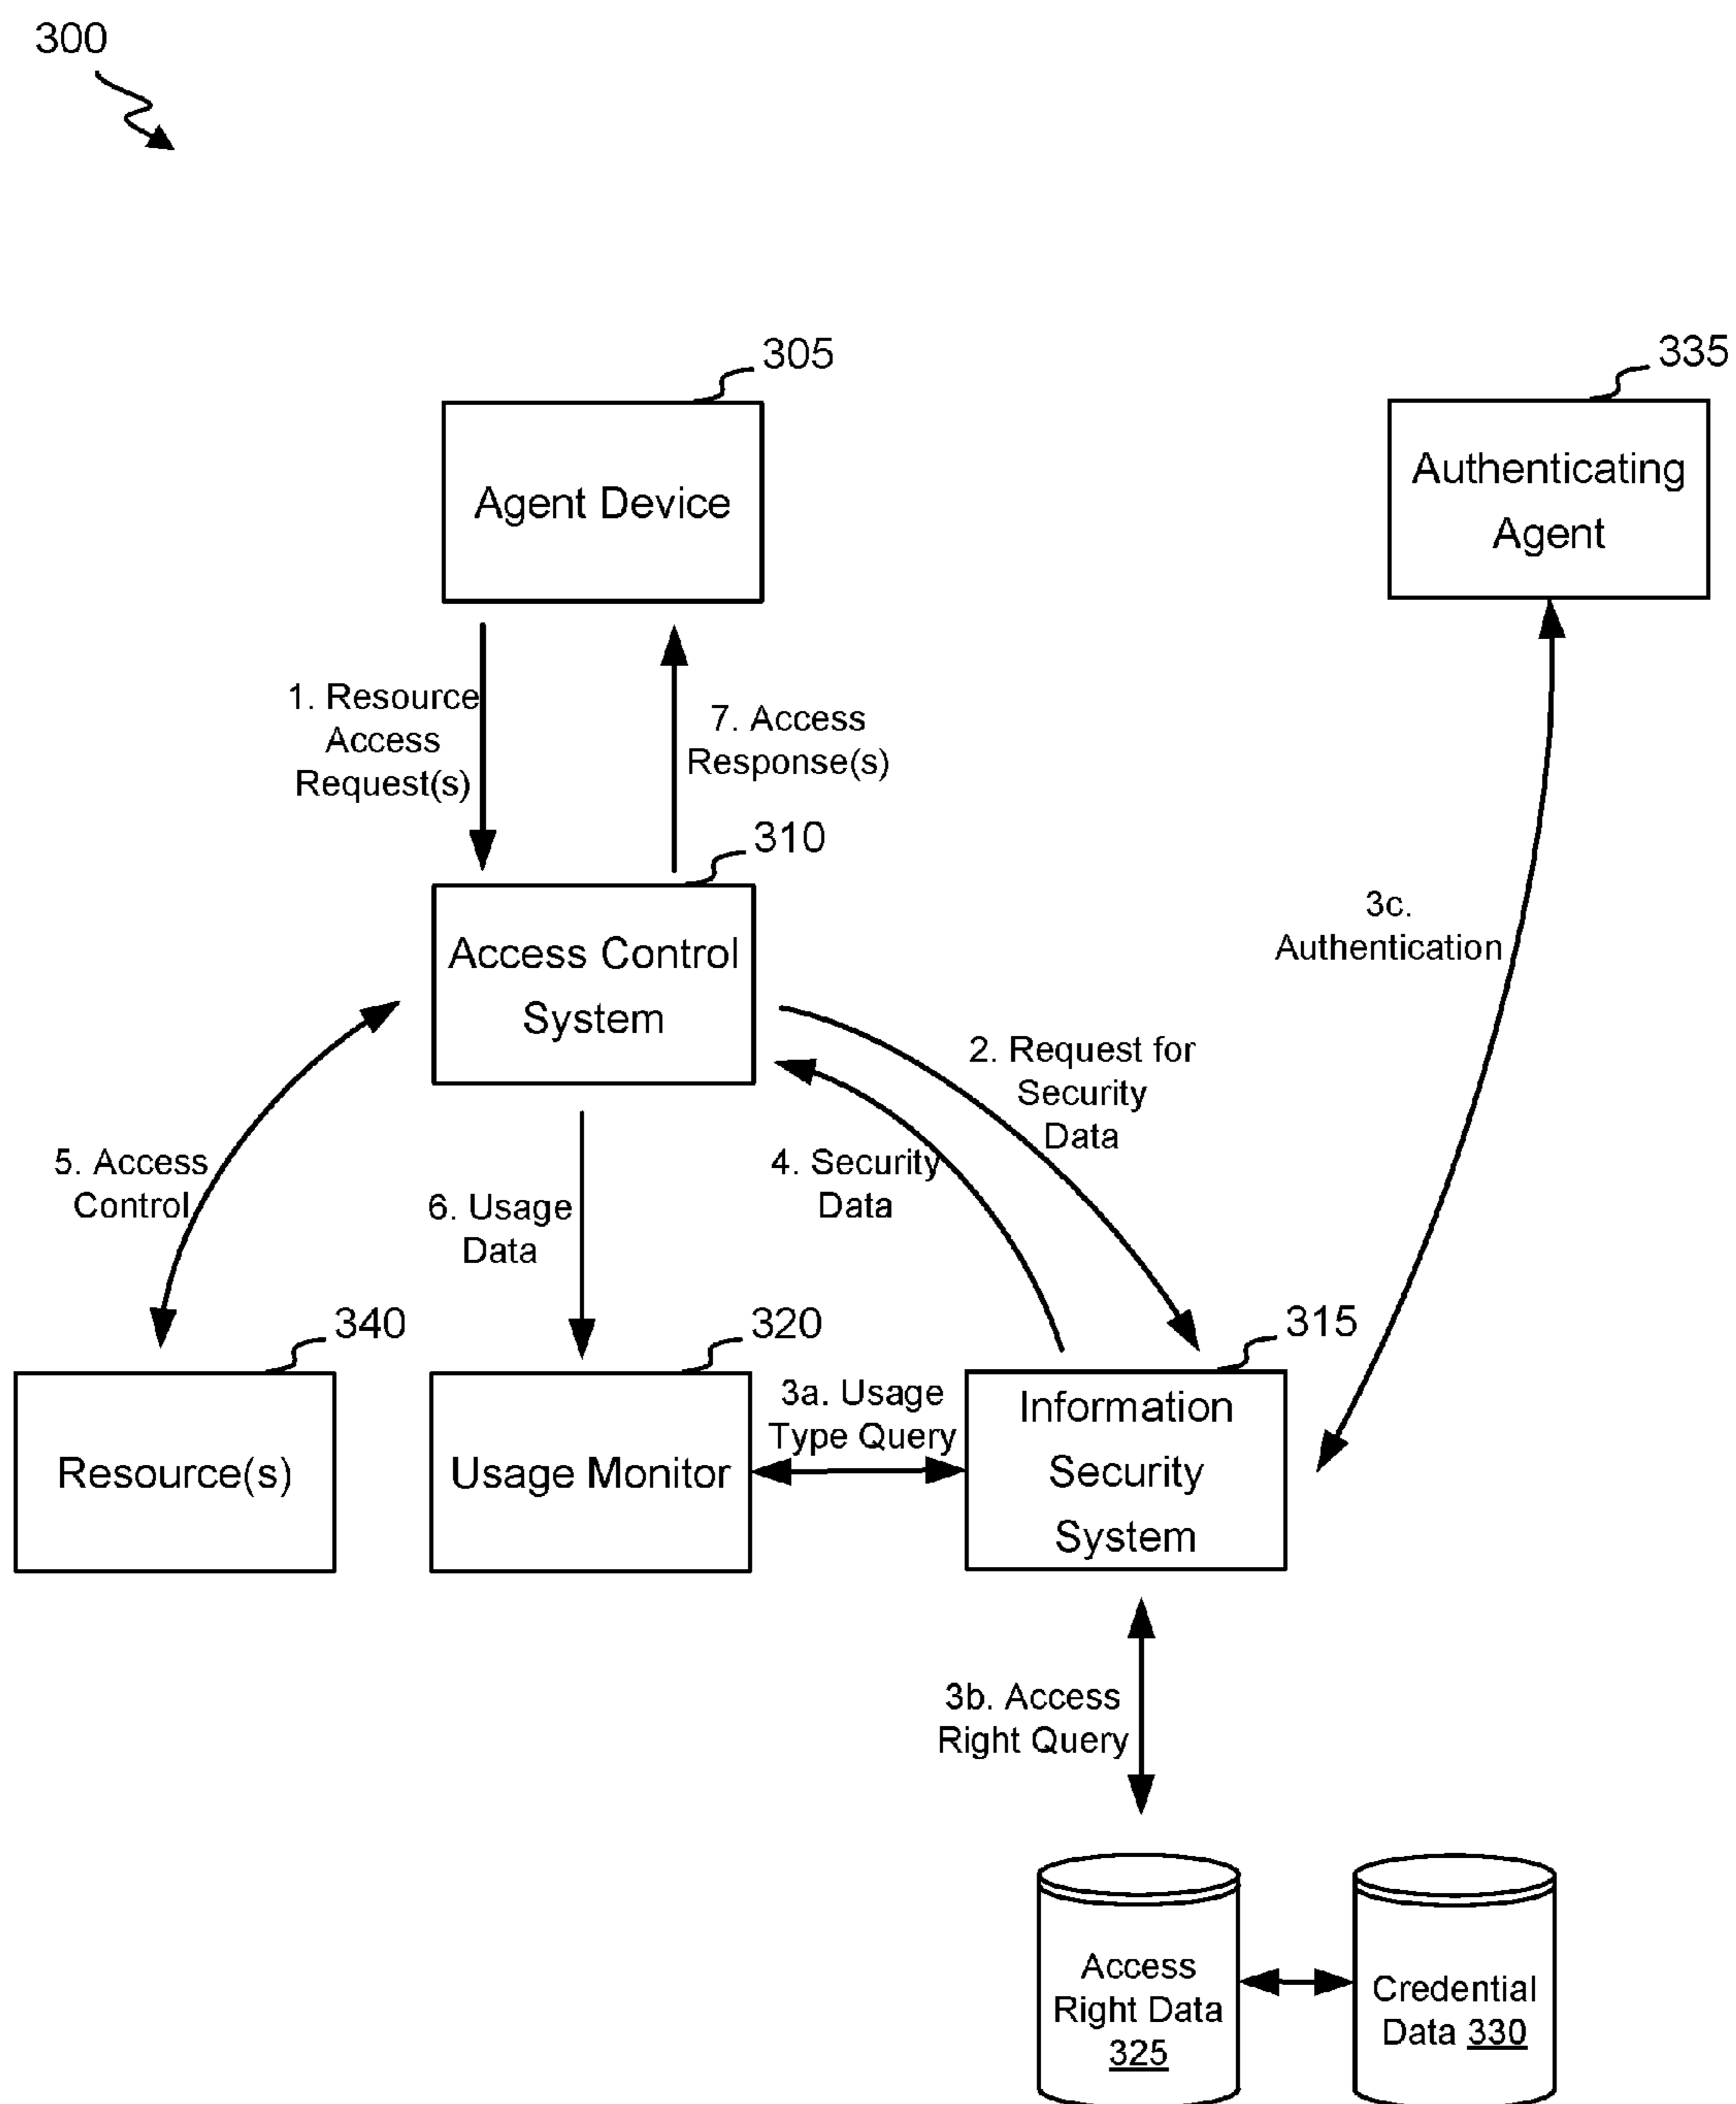 300
305
335
Agent Device
Authenticating
Agent
1. Resource
Access
Request(s)
7. Access
Response(s)
310
Access Control
System
3c.
Authentication
2. Request for
Security
Data
5. Access
Control
6. Usage
Data
4. Security
Data
340
320
315
Resource(s)
Usage Monitor
3a. Usage
Type Query
Information
Security
System
3b. Access
Right Query
Access
Right Data
325
Credential
Data 330